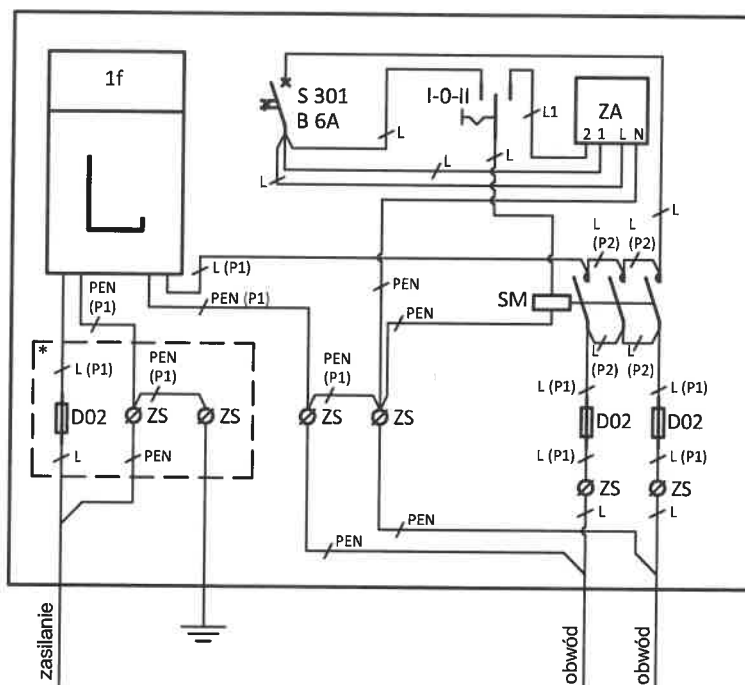 1f
S 301
B 6A
I-0-II
L1
ZA
2 1 L N
L
L
L
L
L
L (P1)
PEN
(P1)
PEN (P1)
PEN
L
(P2)
L
(P2)
SM
PEN
*
L (P1)
PEN
(P1)
PEN
(P1)
L
(P2)
L
(P2)
D02
ZS
ZS
ZS
ZS
L (P1)
L (P1)
D02
D02
L
PEN
L (P1)
L (P1)
ZS
ZS
L
L
PEN
PEN
zasilanie
obwód
obwód